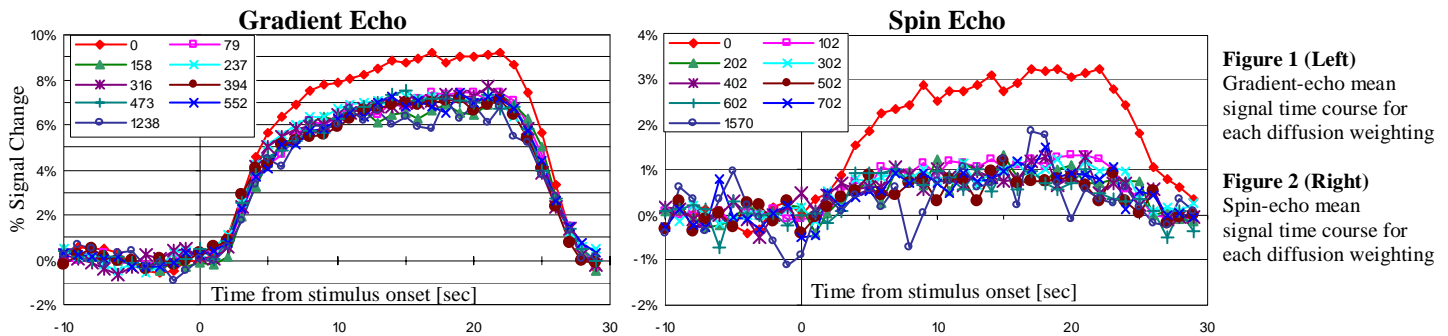 Gradient Echo
10%
8%
6%
4%
2%
0%
-2%
% Signal Change
0 79
158 237
316 394
473 552
1238
Time from stimulus onset [sec]
-10 0 10 20 30
Spin Echo
4%
3%
2%
1%
0%
-1%
-2%
0 102
202 302
402 502
602 702
1570
Time from stimulus onset [sec]
-10 0 10 20 30
Figure 1 (Left)
Gradient-echo mean
signal time course for
each diffusion weighting
Figure 2 (Right)
Spin-echo mean
signal time course for
each diffusion weighting